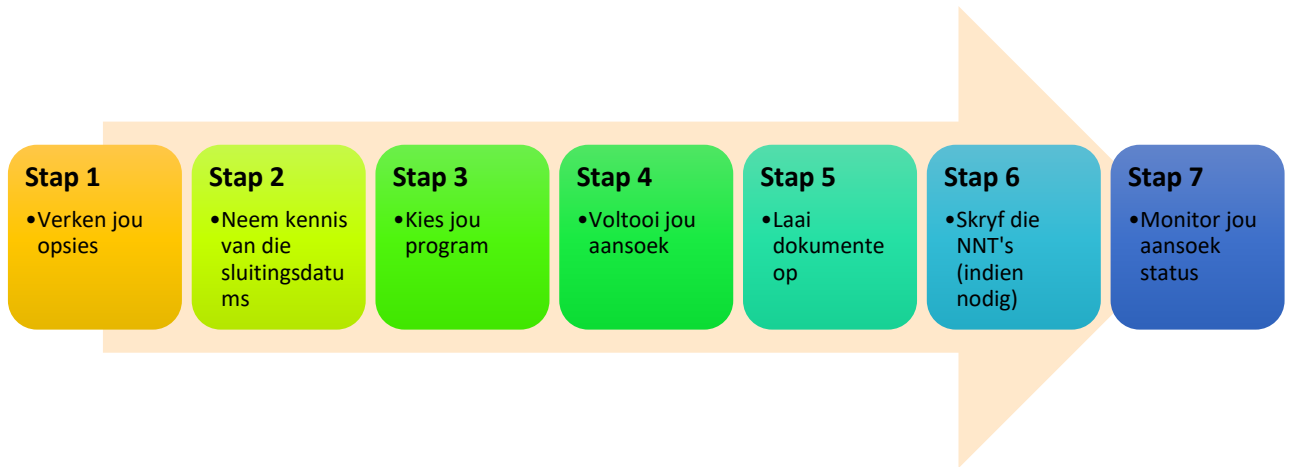 Stap 1
•Verken jou
opsies
Stap 2
•Neem kennis
van die
sluitingsdatu
ms
Stap 3
•Kies jou
program
Stap 4
•Voltooi jou
aansoek
Stap 5
•Laai
dokumente
op
Stap 6
•Skryf die
NNT's
(indien
nodig)
Stap 7
•Monitor jou
aansoek
status